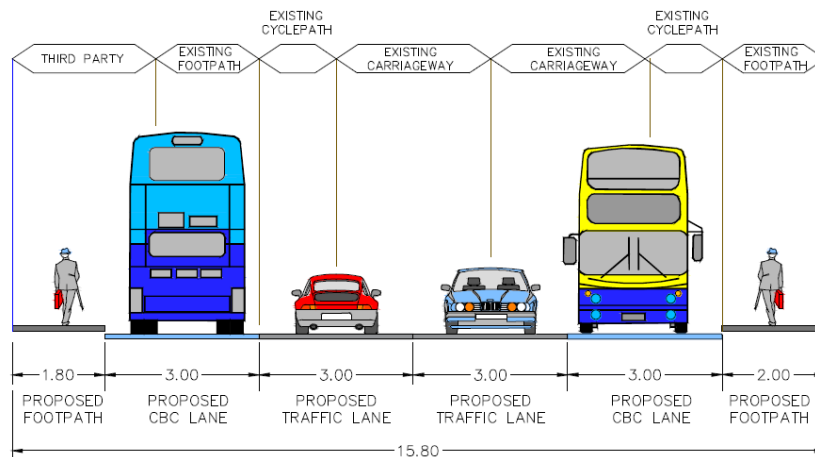 EXISTING
CYCLEPATH
EXISTING
CYCLEPATH
THIRD PARTY
EXISTING
FOOTPATH
EXISTING
CARRIAGEWAY
EXISTING
CARRIAGEWAY
EXISTING
FOOTPATH
1.80
3.00
3.00
3.00
3.00
2.00
PROPOSED
FOOTPATH
PROPOSED
CBC LANE
PROPOSED
TRAFFIC LANE
PROPOSED
TRAFFIC LANE
PROPOSED
CBC LANE
PROPOSED
FOOTPATH
15.80